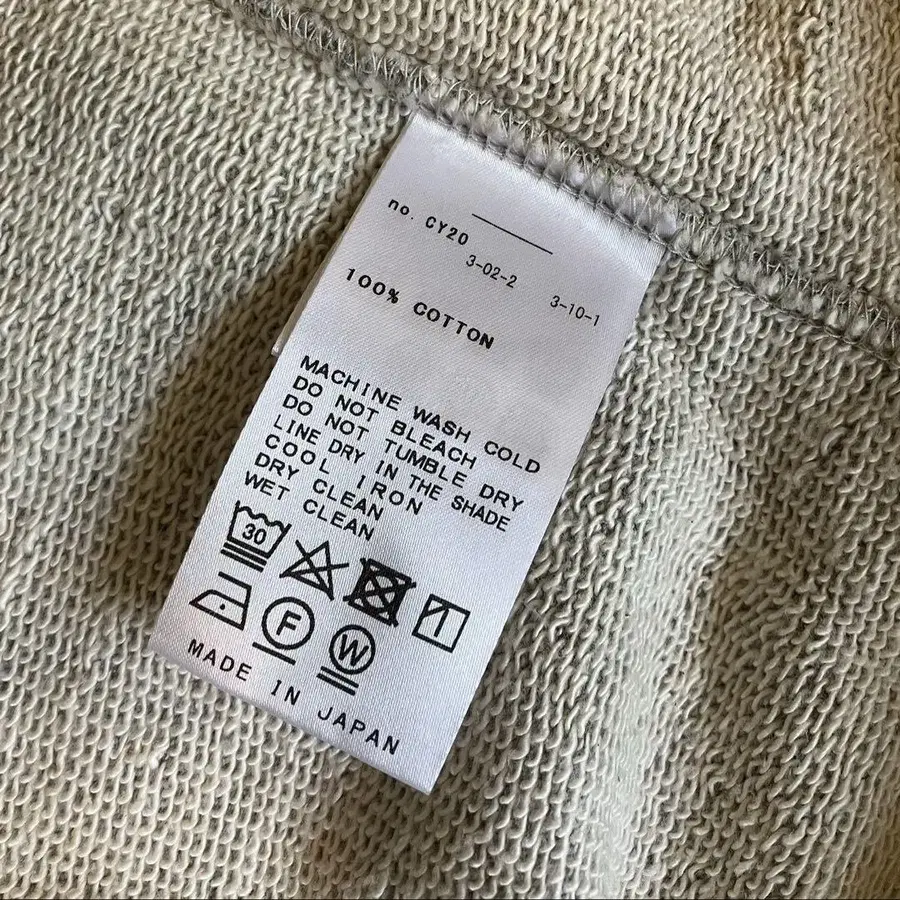 no. CY20
3-02-2
3-10-1
100% COTTON
MACHINE WASH COLD
DO NOT BLEACH
DO NOT TUMBLE DRY
LINE DRY IN THE SHADE
COOL IRON
DRY CLEAN
WET CLEAN
30
F
W
MADE IN JAPAN